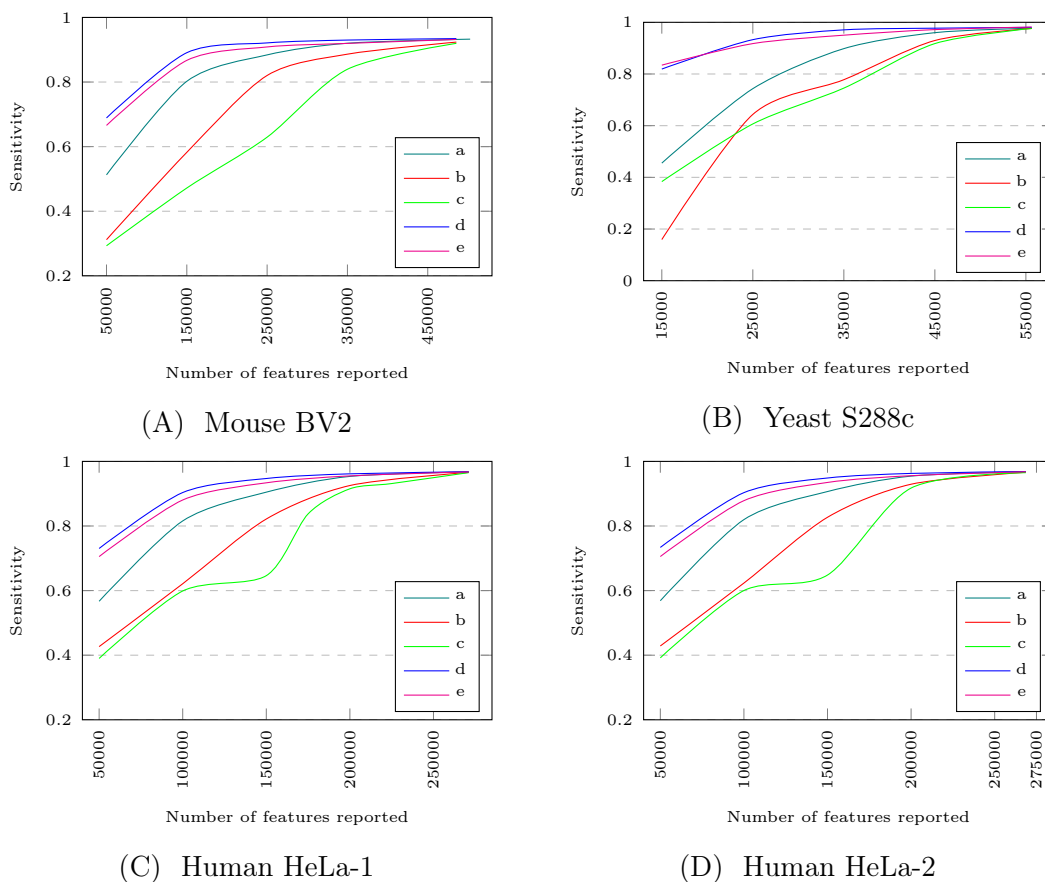 1
0.8
0.6
0.4
0.2
Sensitivity
a
b
c
d
e
50000
150000
250000
350000
450000
Number of features reported
(A) Mouse BV2
1
0.8
0.6
0.4
0.2
0
Sensitivity
a
b
c
d
e
15000
25000
35000
45000
55000
Number of features reported
(B) Yeast S288c
1
0.8
0.6
0.4
0.2
Sensitivity
a
b
c
d
e
50000
100000
150000
200000
250000
Number of features reported
(C) Human HeLa-1
1
0.8
0.6
0.4
0.2
Sensitivity
a
b
c
d
e
50000
100000
150000
200000
250000
275000
Number of features reported
(D) Human HeLa-2